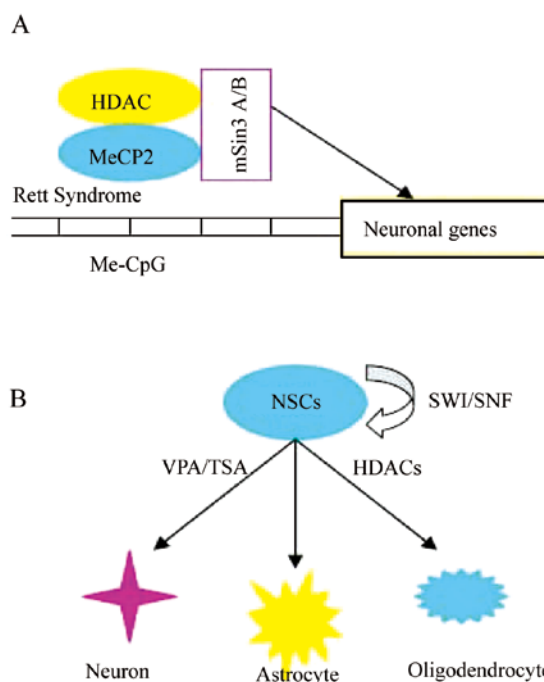 A
HDAC
MeCP2
mSin3 A/B
Rett Syndrome
Neuronal genes
Me-CpG
B
NSCs
SWI/SNF
VPA/TSA
HDACs
Neuron
Astrocyte
Oligodendrocyte